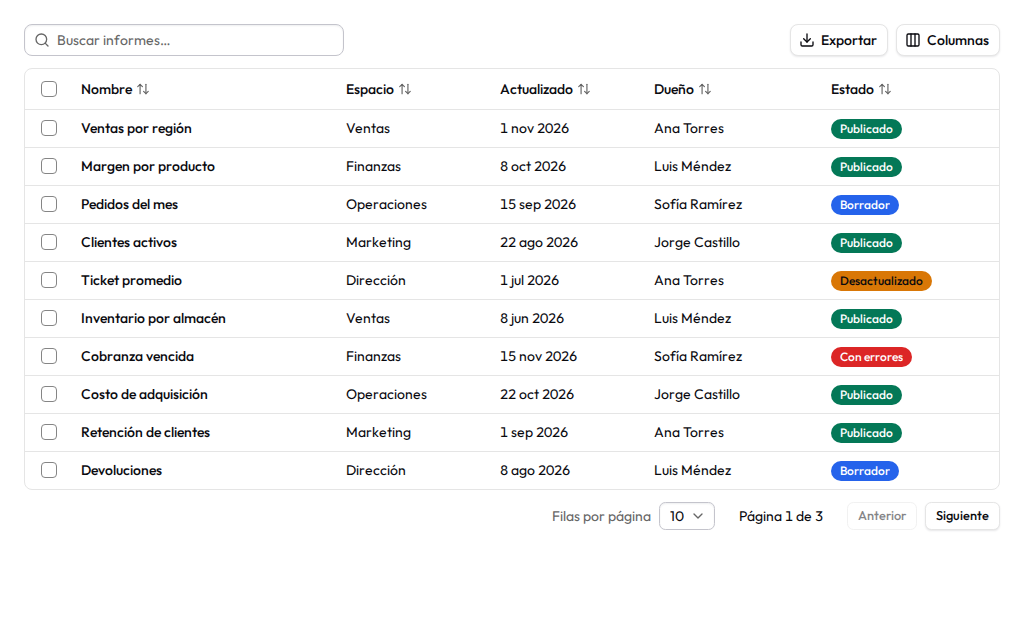 Buscar informes…
Exportar
Columnas
Nombre Espacio Actualizado Dueño Estado
Ventas por región Ventas 1 nov 2026 Ana Torres Publicado
Margen por producto Finanzas 8 oct 2026 Luis Méndez Publicado
Pedidos del mes Operaciones 15 sep 2026 Sofía Ramírez Borrador
Clientes activos Marketing 22 ago 2026 Jorge Castillo Publicado
Ticket promedio Dirección 1 jul 2026 Ana Torres Desactualizado
Inventario por almacén Ventas 8 jun 2026 Luis Méndez Publicado
Cobranza vencida Finanzas 15 nov 2026 Sofía Ramírez Con errores
Costo de adquisición Operaciones 22 oct 2026 Jorge Castillo Publicado
Retención de clientes Marketing 1 sep 2026 Ana Torres Publicado
Devoluciones Dirección 8 ago 2026 Luis Méndez Borrador
Filas por página 10 Página 1 de 3 Anterior Siguiente